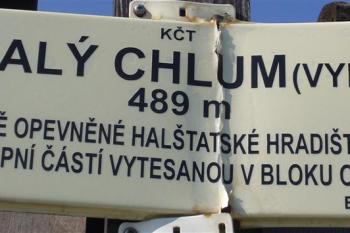 KČT
ALÝ CHLUM (VY
489 m
Ě OPEVNĚNÉ HALŠTATSKÉ HRADIŠT
PNÍ ČÁSTÍ VYTESANOU V BLOKU